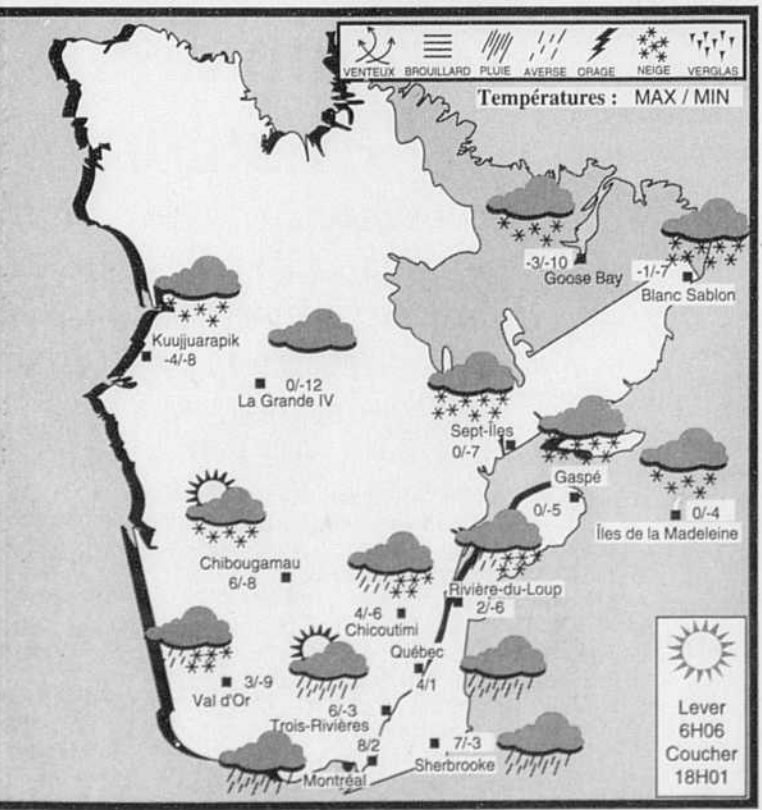 VENTEUX BROUILLARD PLUIE AVERSE ORAGE NEIGE VERGLAS
Températures : MAX / MIN
-3/-10
Goose Bay
-1/-7
Blanc Sablon
Kuujjuarapik
-4/-8
0/-12
La Grande IV
Sept-Îles
0/-7
Gaspé
0/-5
0/-4
Îles de la Madeleine
Chibougamau
6/-8
4/-6
Chicoutimi
Rivière-du-Loup
2/-6
Québec
4/1
3/-9
Val d'Or
6/-3
Trois-Rivières
8/2
Montréal
7/-3
Sherbrooke
Lever
6H06
Coucher
18H01